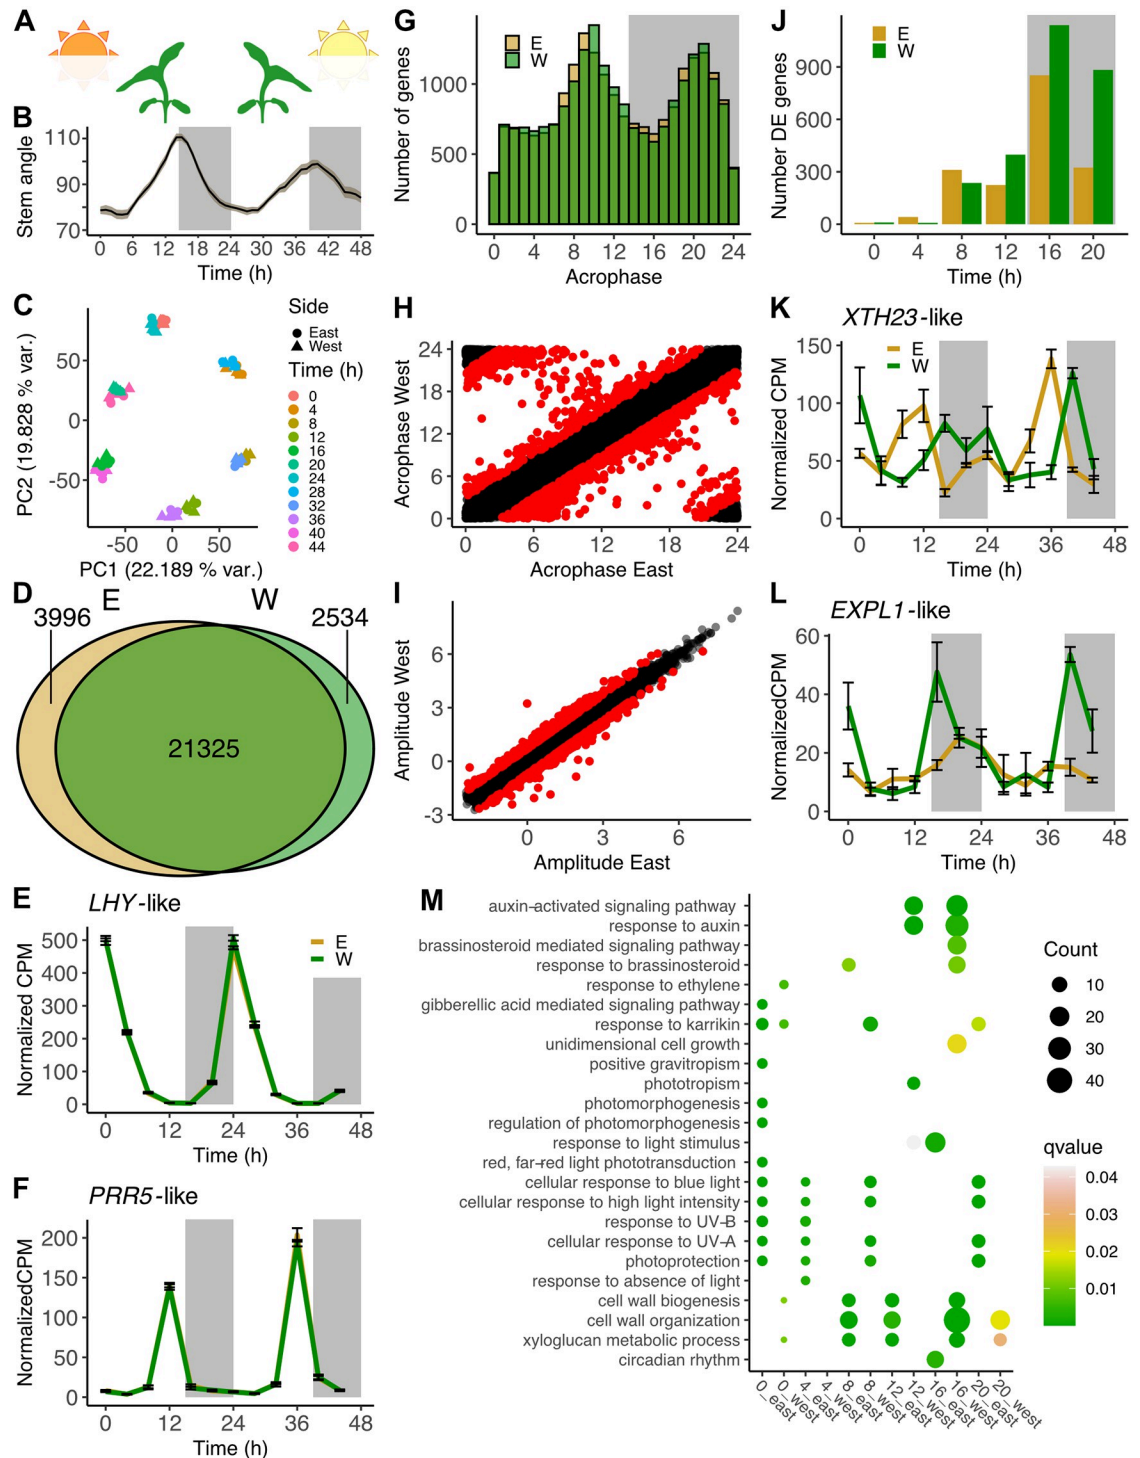 A
B
Stem angle
110
90
70
0 6 12 18 24 30 36 42 48
Time (h)
C
PC2 (19.828 % var.)
50
0
-50
-50 0 50
PC1 (22.189 % var.)
Side
East
West
Time (h)
0
4
8
12
16
20
24
28
32
36
40
44
D
E W
3996 2534
21325
E
LHY-like
Normalized CPM
500
400
300
200
100
0
0 12 24 36 48
Time (h)
E
W
F
PRR5-like
NormalizedCPM
200
150
100
50
0
0 12 24 36 48
Time (h)
G
Number of genes
1000
500
0
E
W
0 4 8 12 16 20 24
Acrophase
H
Acrophase West
24
18
12
6
0
0 6 12 18 24
Acrophase East
I
Amplitude West
6
3
0
-3
0 3 6
Amplitude East
J
Number DE genes
900
600
300
0
E
W
0 4 8 12 16 20
Time (h)
K
XTH23-like
Normalized CPM
150
100
50
0
E
W
0 12 24 36 48
Time (h)
L
EXPL1-like
NormalizedCPM
60
40
20
0
0 12 24 36 48
Time (h)
M
auxin-activated signaling pathway
response to auxin
brassinosteroid mediated signaling pathway
response to brassinosteroid
response to ethylene
gibberellic acid mediated signaling pathway
response to karrikin
unidimensional cell growth
positive gravitropism
phototropism
photomorphogenesis
regulation of photomorphogenesis
response to light stimulus
red, far-red light phototransduction
cellular response to blue light
cellular response to high light intensity
response to UV-B
cellular response to UV-A
photoprotection
response to absence of light
cell wall biogenesis
cell wall organization
xyloglucan metabolic process
circadian rhythm
0_east
0_west
4_east
4_west
8_east
8_west
12_east
12_west
16_east
16_west
20_east
20_west
Count
10
20
30
40
qvalue
0.04
0.03
0.02
0.01